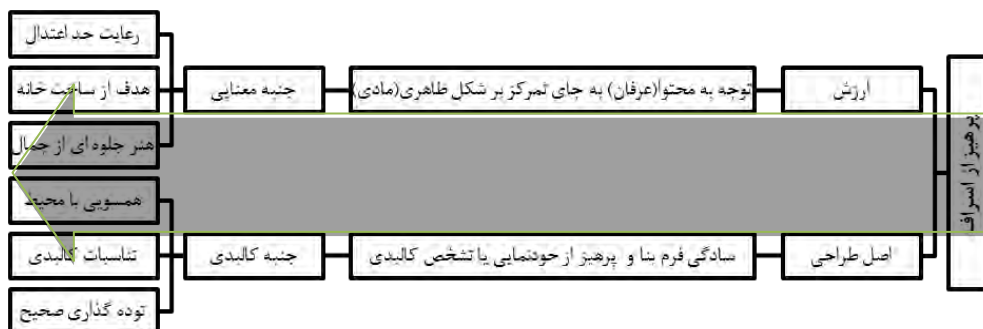 پرهیز از اسراف
ارزش
توجه به محتوا(عرفان) به جای تمرکز بر شکل ظاهری(مادی)
جنبه معنایی
رعایت حد اعتدال
هدف از ساخت خانه
هنر جلوه ای از جمال
اصل طراحی
سادگی فرم بنا و پرهیز از خودنمایی یا تشخص کالبدی
جنبه کالبدی
همسویی با محیط
تناسبات کالبدی
توده گذاری صحیح